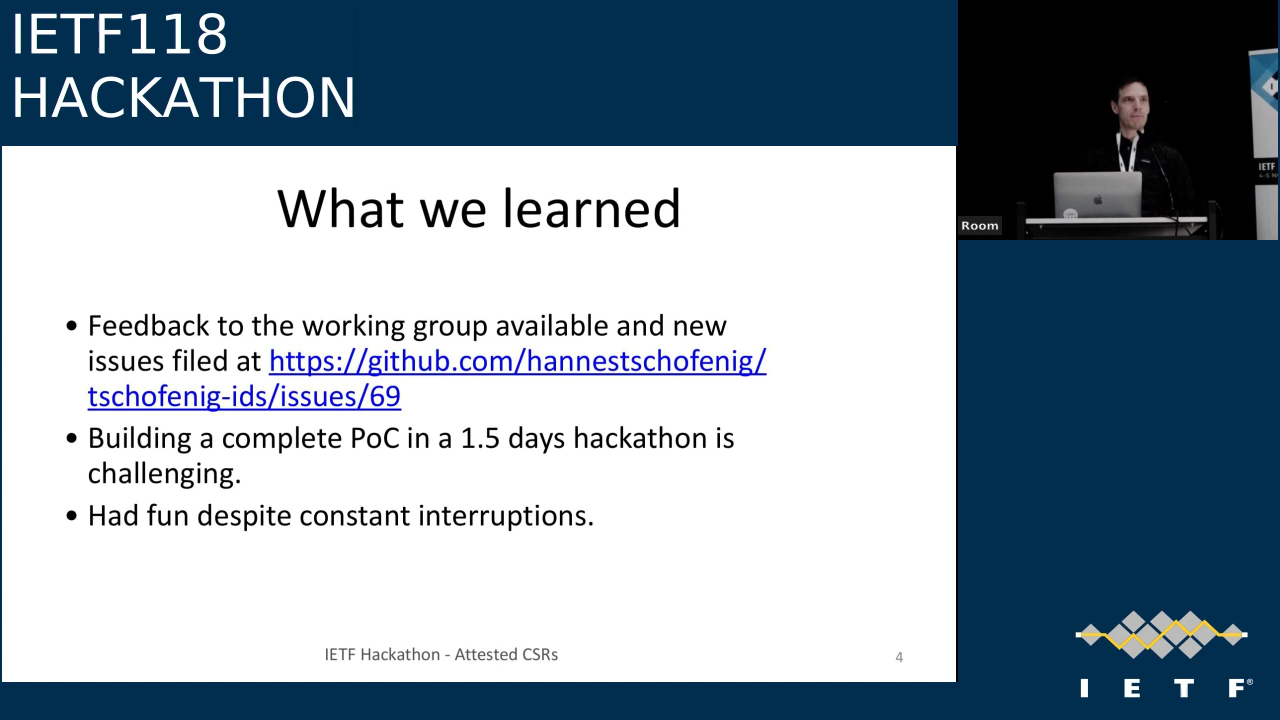 IETF118
HACKATHON
What we learned
• Feedback to the working group available and new
issues filed at https://github.com/hannestschofenig/
tschofenig-ids/issues/69
• Building a complete PoC in a 1.5 days hackathon is
challenging.
• Had fun despite constant interruptions.
IETF Hackathon - Attested CSRs
4
Room
IETF
I E T F®